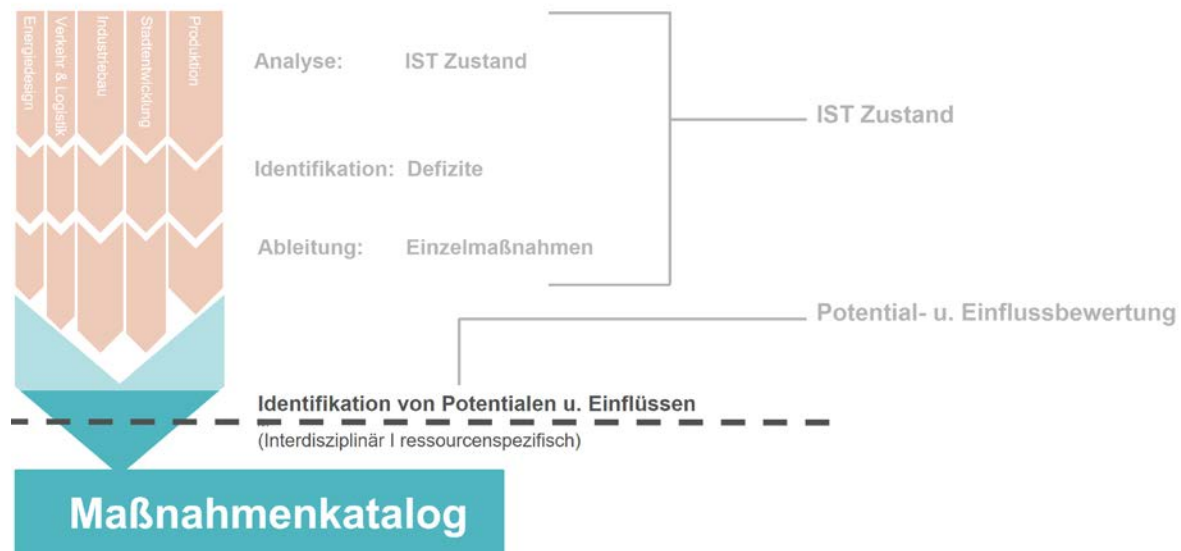 Energiedesign
Verkehr & Logistik
Industriebau
Stadtentwicklung
Produktion
Analyse: IST Zustand
IST Zustand
Identifikation: Defizite
Ableitung: Einzelmaßnahmen
Potential- u. Einflussbewertung
Identifikation von Potentialen u. Einflüssen
(Interdisziplinär I ressourcenspezifisch)
Maßnahmenkatalog